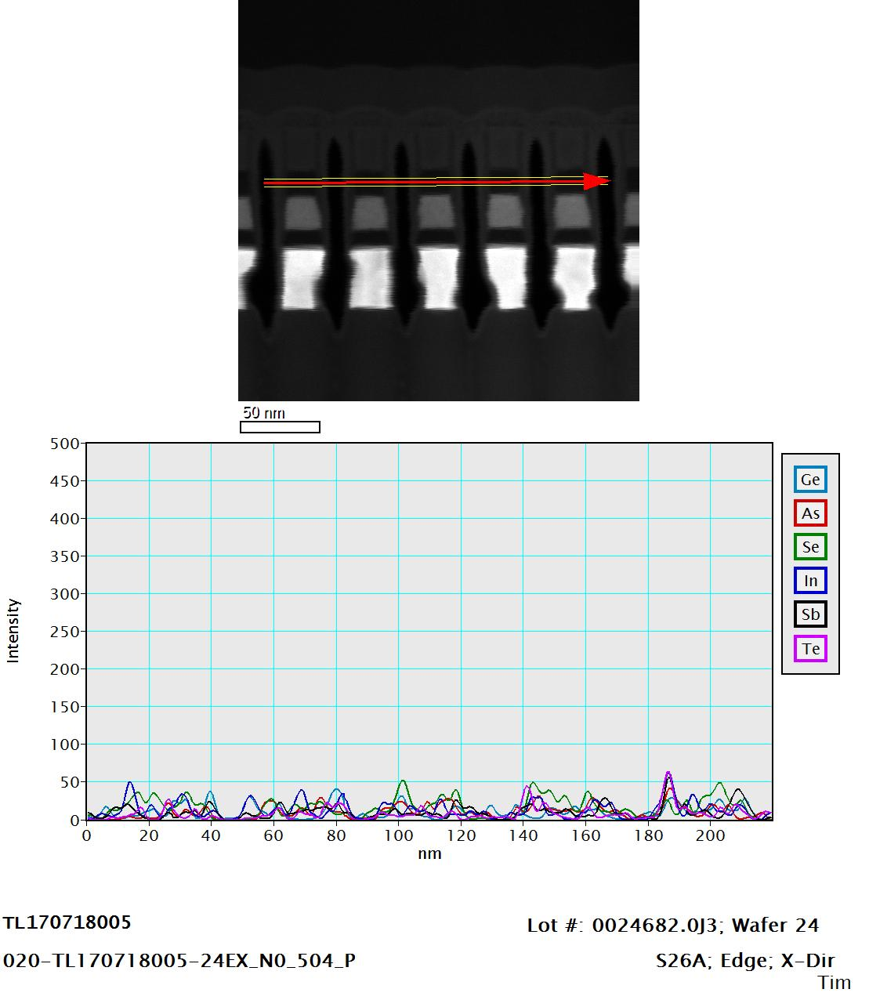 50 nm
500
450
400
350
300
250
200
150
100
50
0
Intensity
0 20 40 60 80 100 120 140 160 180 200
nm
Ge
As
Se
In
Sb
Te
TL170718005
Lot #: 0024682.0J3; Wafer 24
020-TL170718005-24EX_N0_504_P
S26A; Edge; X-Dir
Tim